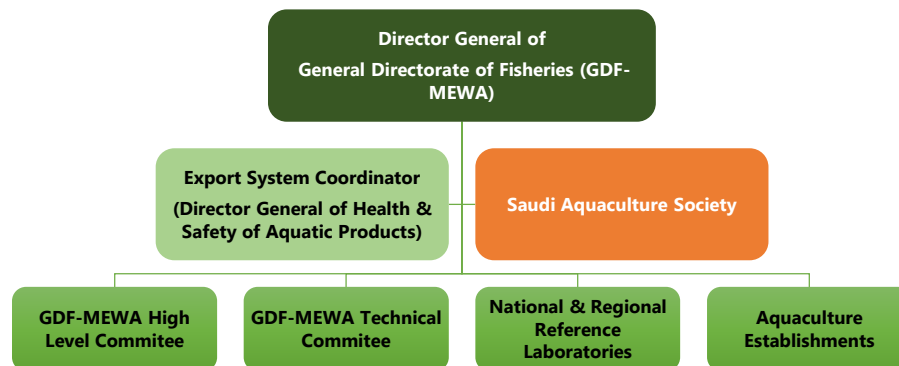 Director General of
General Directorate of Fisheries (GDF-
MEWA)
Export System Coordinator
(Director General of Health &
Safety of Aquatic Products)
Saudi Aquaculture Society
GDF-MEWA High
Level Commitee
GDF-MEWA Technical
Commitee
National & Regional
Reference
Laboratories
Aquaculture
Establishments